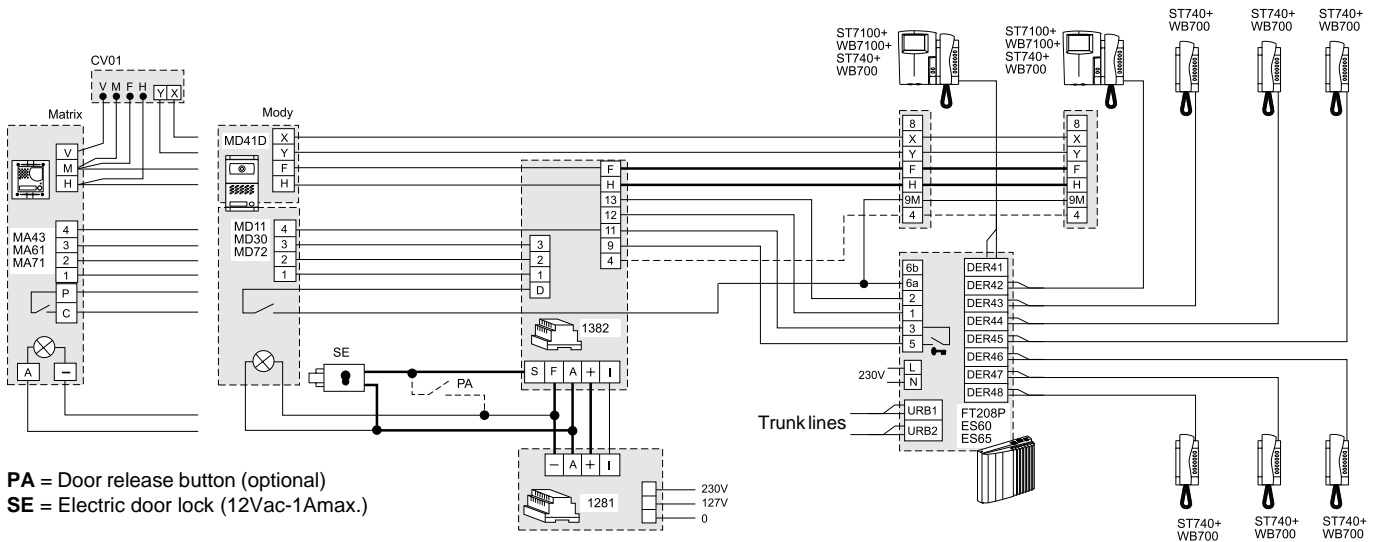 CV01
V M F H Y X
Matrix
V
M
H
MA43
MA61
MA71
4
3
2
1
P
C
A –
Mody
MD41D
X
Y
F
H
MD11
MD30
MD72
4
3
2
1
SE
PA
F
H
13
12
11
9
4
3
2
1
D
1382
S F A + I
– A + I
1281
230V
127V
0
ST7100+
WB7100+
ST740+
WB700
ST7100+
WB7100+
ST740+
WB700
ST740+
WB700
ST740+
WB700
ST740+
WB700
8
X
Y
F
H
9M
4
8
X
Y
F
H
9M
4
6b
6a
2
1
3
5
230V
L
N
Trunk lines
URB1
URB2
DER41
DER42
DER43
DER44
DER45
DER46
DER47
DER48
FT208P
ES60
ES65
ST740+
WB700
ST740+
WB700
ST740+
WB700
PA = Door release button (optional)
SE = Electric door lock (12Vac-1Amax.)